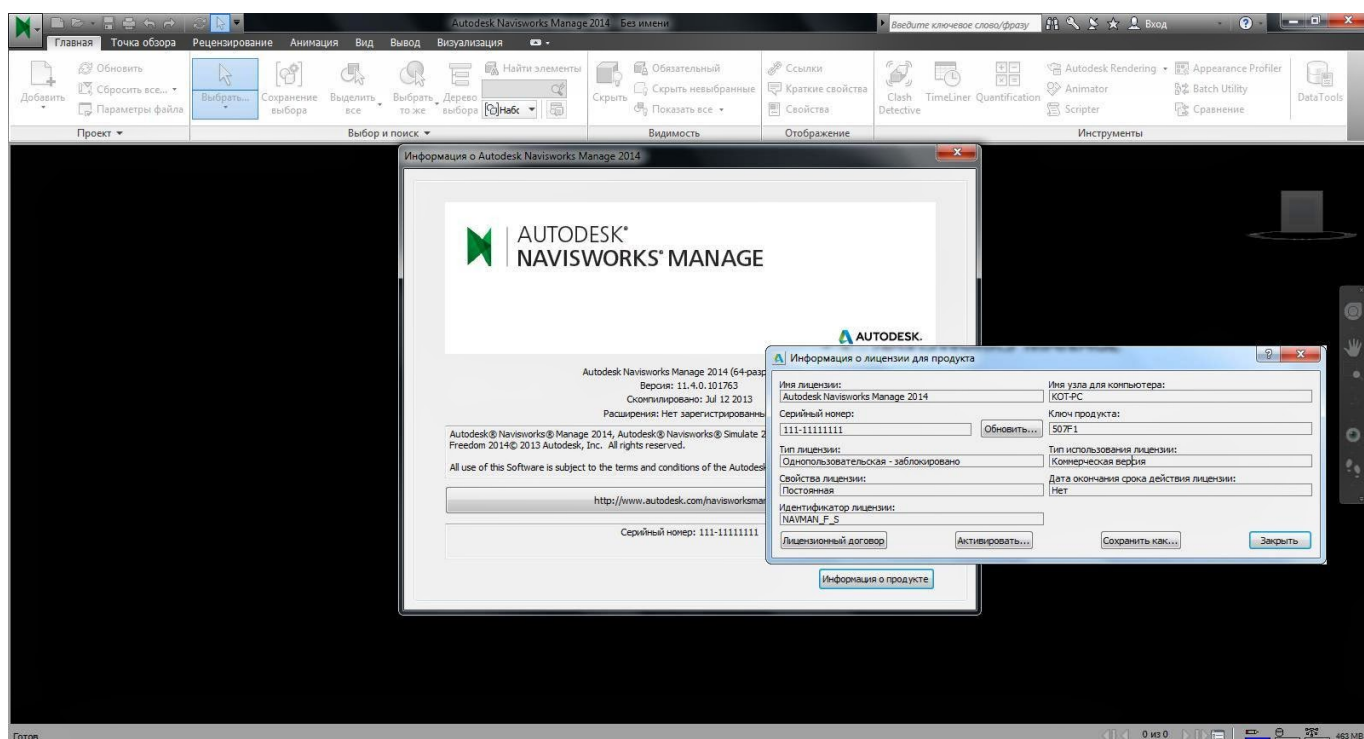 Autodesk Navisworks Manage 2014 Без имени
Введите ключевое слово/фразу
Вход
Главная Точка обзора Рецензирование Анимация Вид Вывод Визуализация
Добавить
Обновить
Сбросить все...
Параметры файла
Выбрать...
Сохранение выбора
Выделить все
Выбрать то же
Дерево выбора
Найти элементы
Набс
Скрыть
Обязательный
Скрыть невыбранные
Показать все
Ссылки
Краткие свойства
Свойства
Clash Detective
TimeLiner
Quantification
Autodesk Rendering
Animator
Scripter
Appearance Profiler
Batch Utility
Сравнение
DataTools
Проект
Выбор и поиск
Видимость
Отображение
Инструменты
Информация о Autodesk Navisworks Manage 2014
AUTODESK®
NAVISWORKS® MANAGE
AUTODESK.
Autodesk Navisworks Manage 2014 (64-разр
Версия: 11.4.0.101763
Скомпилировано: Jul 12 2013
Расширения: Нет зарегистрированны
Autodesk® Navisworks® Manage 2014, Autodesk® Navisworks® Simulate 2
Freedom 2014© 2013 Autodesk, Inc. All rights reserved.
All use of this Software is subject to the terms and conditions of the Autodesk
http://www.autodesk.com/navisworksmar
Серийный номер: 111-11111111
Информация о продукте
Информация о лицензии для продукта
Имя лицензии:
Autodesk Navisworks Manage 2014
Имя узла для компьютера:
KOT-PC
Серийный номер:
111-11111111
Обновить...
Ключ продукта:
507F1
Тип лицензии:
Однопользовательская - заблокировано
Тип использования лицензии:
Коммерческая версия
Свойства лицензии:
Постоянная
Дата окончания срока действия лицензии:
Нет
Идентификатор лицензии:
NAVMAN_F_S
Лицензионный договор
Активировать...
Сохранить как...
Закрыть
Готов
0 из 0
463 MB